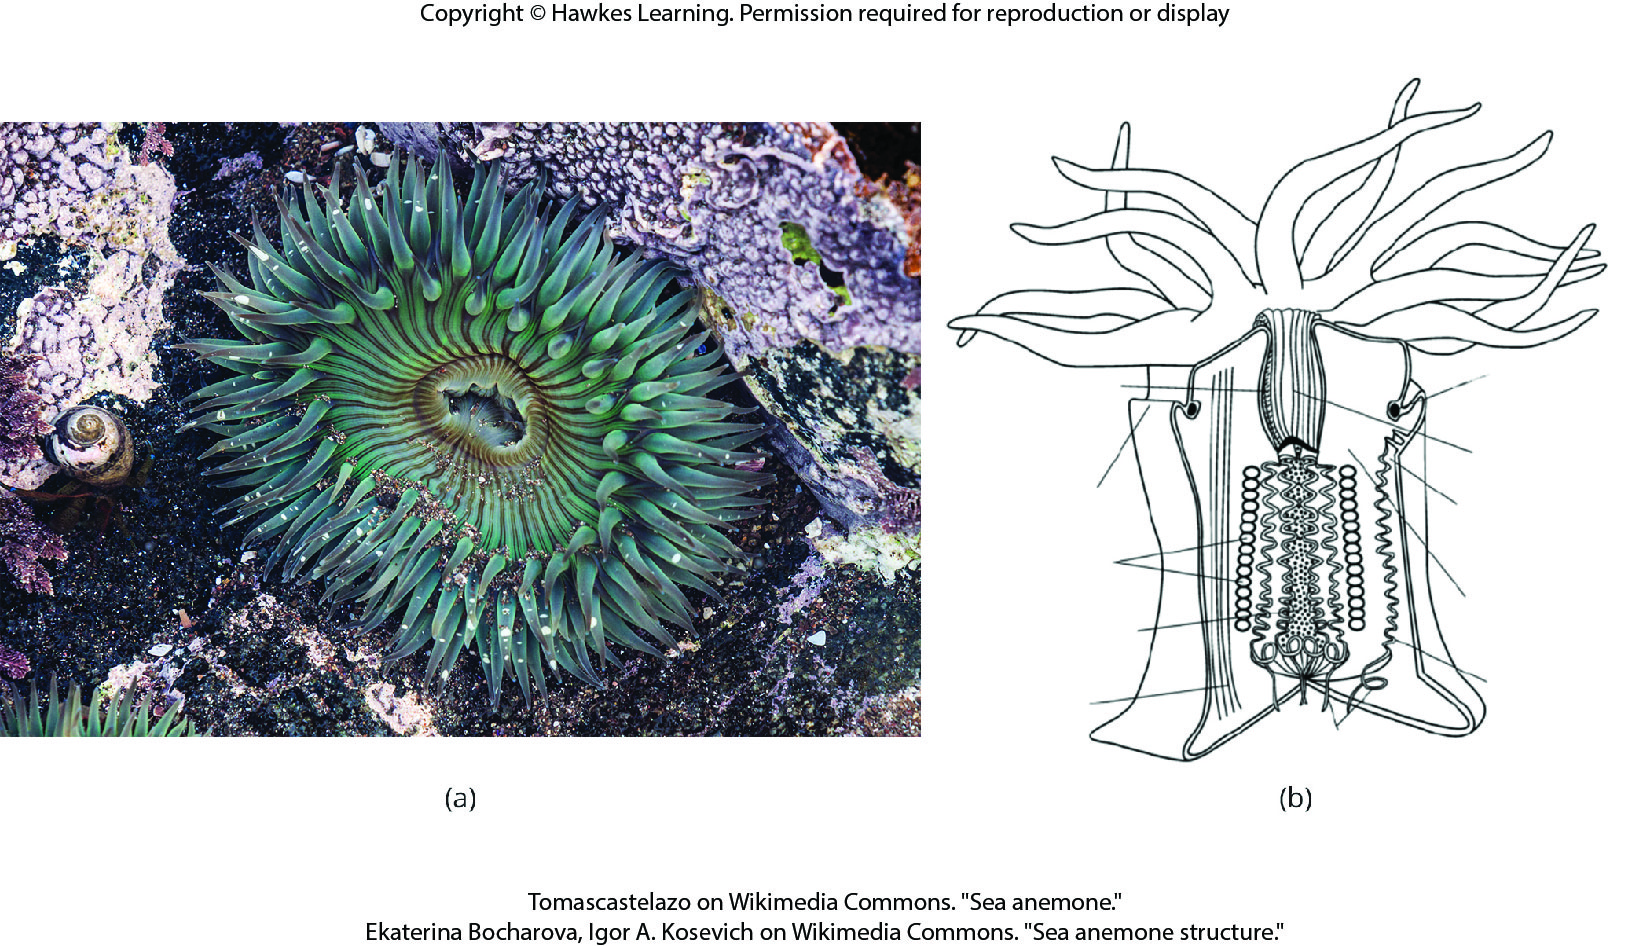 Copyright © Hawkes Learning. Permission required for reproduction or display
(a)
(b)
Tomascastelazo on Wikimedia Commons. "Sea anemone."
Ekaterina Bocharova, Igor A. Kosevich on Wikimedia Commons. "Sea anemone structure."